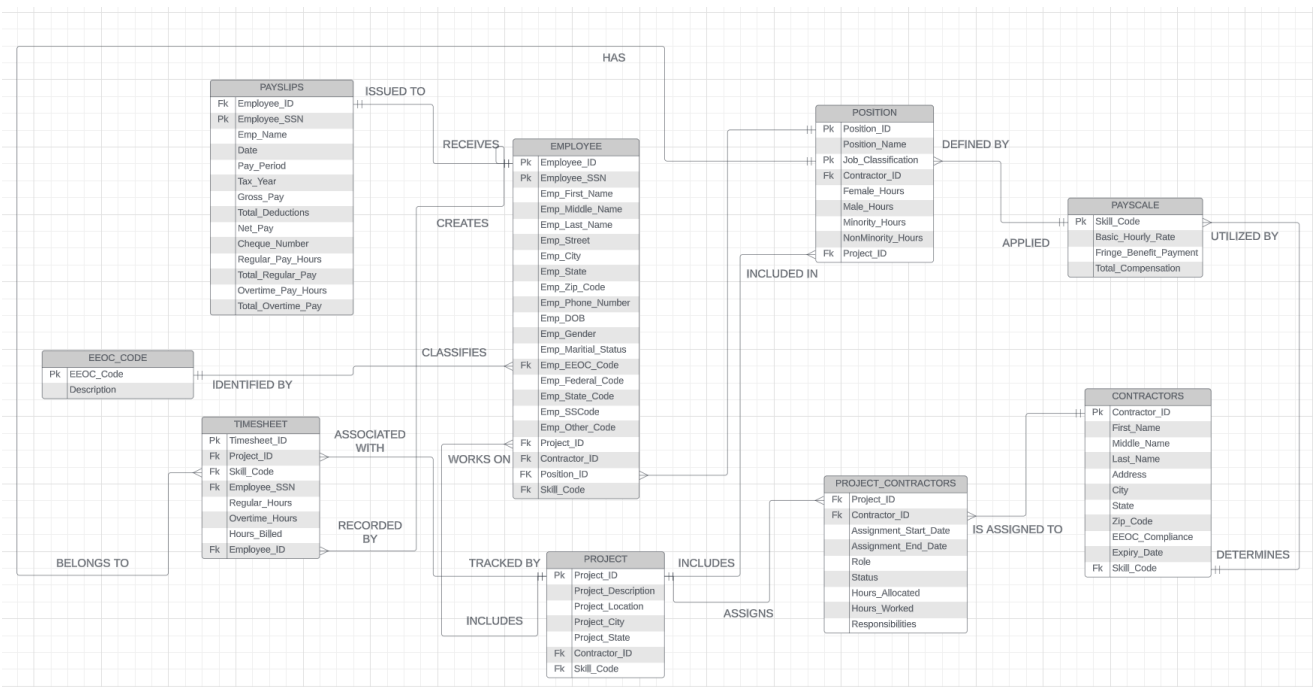 HAS
PAYSLIPS
Fk Employee_ID
Pk Employee_SSN
Emp_Name
Date
Pay_Period
Tax_Year
Gross_Pay
Total_Deductions
Net_Pay
Cheque_Number
Regular_Pay_Hours
Total_Regular_Pay
Overtime_Pay_Hours
Total_Overtime_Pay
ISSUED TO
RECEIVES
CREATES
EMPLOYEE
Pk Employee_ID
Pk Employee_SSN
Emp_First_Name
Emp_Middle_Name
Emp_Last_Name
Emp_Street
Emp_City
Emp_State
Emp_Zip_Code
Emp_Phone_Number
Emp_DOB
Emp_Gender
Emp_Maritial_Status
Fk Emp_EEOC_Code
Emp_Federal_Code
Emp_State_Code
Emp_SSCode
Emp_Other_Code
Fk Project_ID
Fk Contractor_ID
FK Position_ID
Fk Skill_Code
POSITION
Pk Position_ID
Position_Name
Pk Job_Classification
Fk Contractor_ID
Female_Hours
Male_Hours
Minority_Hours
NonMinority_Hours
Fk Project_ID
DEFINED BY
APPLIED
INCLUDED IN
PAYSCALE
Pk Skill_Code
Basic_Hourly_Rate
Fringe_Benefit_Payment
Total_Compensation
UTILIZED BY
EEOC_CODE
Pk EEOC_Code
Description
CLASSIFIES
IDENTIFIED BY
TIMESHEET
Pk Timesheet_ID
Fk Project_ID
Fk Skill_Code
Fk Employee_SSN
Regular_Hours
Overtime_Hours
Hours_Billed
Fk Employee_ID
ASSOCIATED
WITH
WORKS ON
RECORDED
BY
BELONGS TO
TRACKED BY
INCLUDES
PROJECT
Pk Project_ID
Project_Description
Project_Location
Project_City
Project_State
Fk Contractor_ID
Fk Skill_Code
INCLUDES
ASSIGNS
PROJECT_CONTRACTORS
Fk Project_ID
Fk Contractor_ID
Assignment_Start_Date
Assignment_End_Date
Role
Status
Hours_Allocated
Hours_Worked
Responsibilities
IS ASSIGNED TO
CONTRACTORS
Pk Contractor_ID
First_Name
Middle_Name
Last_Name
Address
City
State
Zip_Code
EEOC_Compliance
Expiry_Date
Fk Skill_Code
DETERMINES